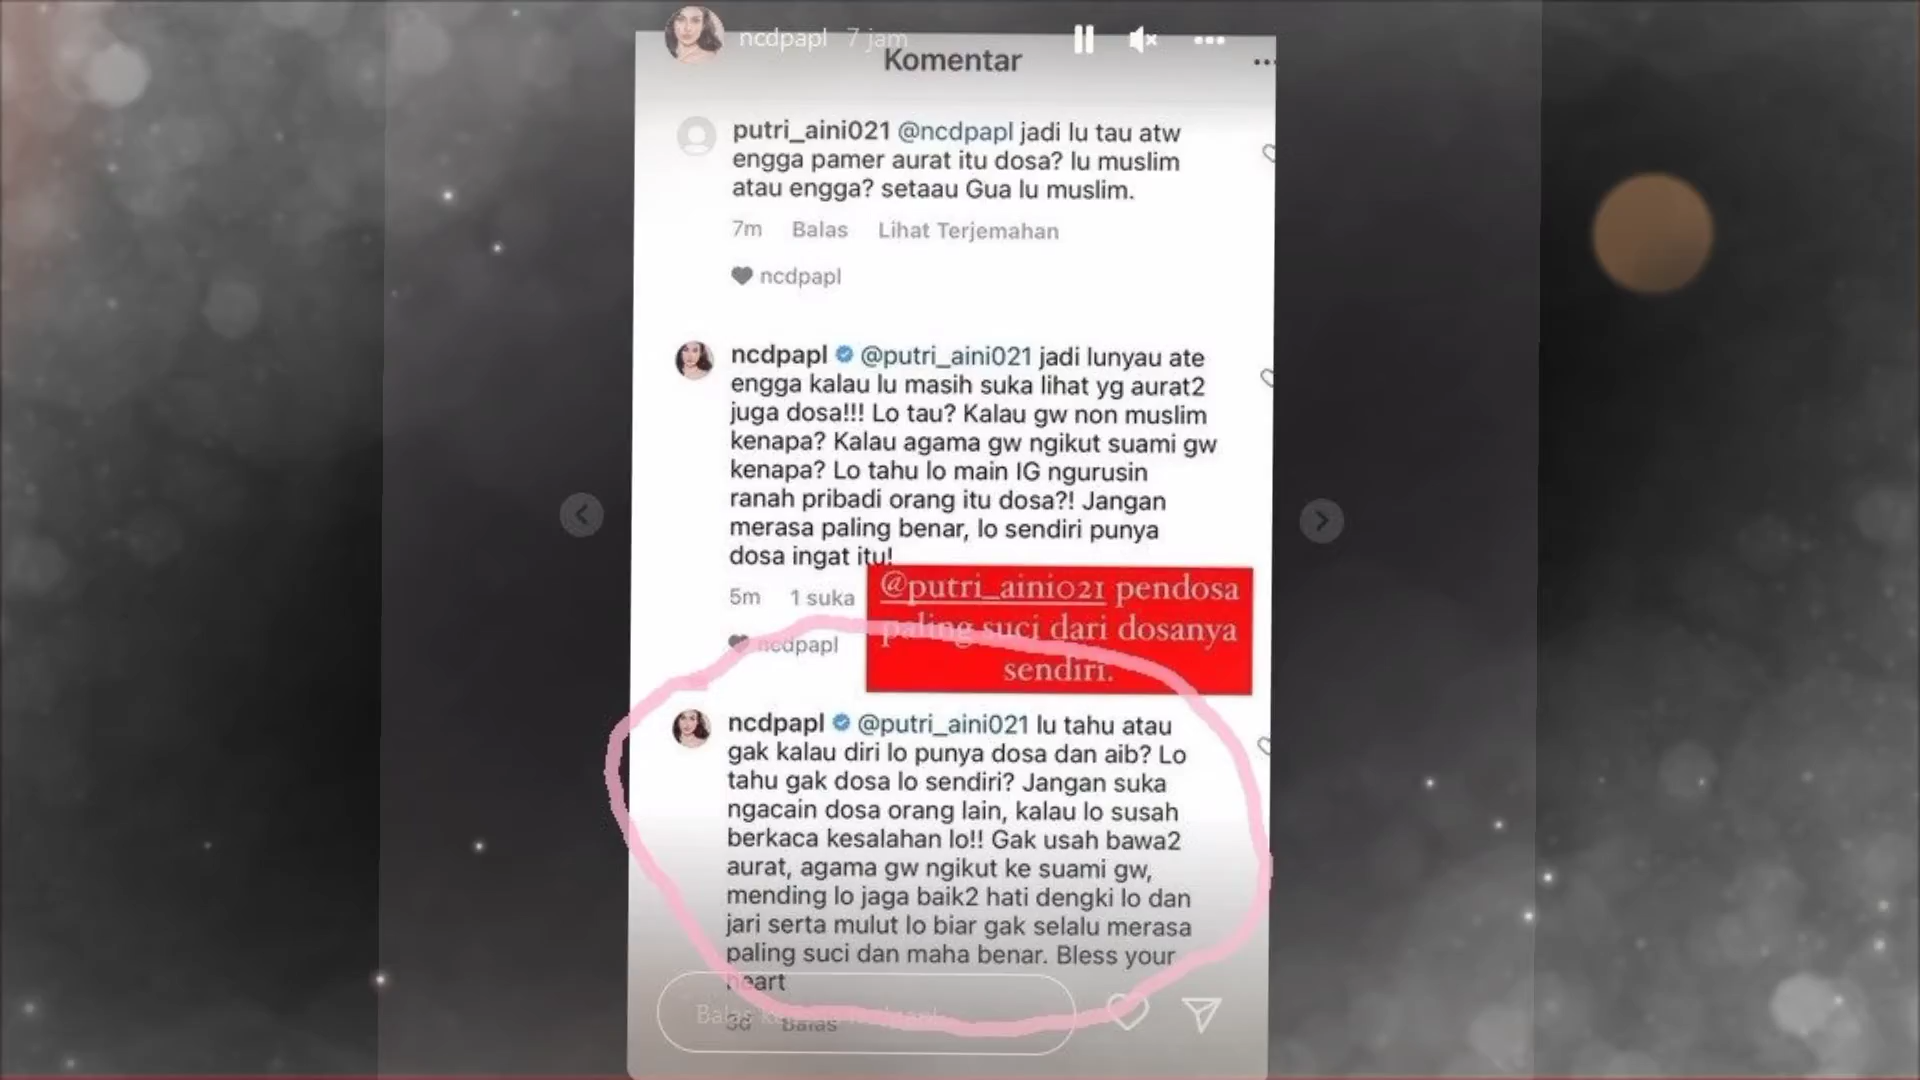 ncdpapl 7 jam
Komentar
putri_aini021 @ncdpapl jadi lu tau atw
engga pamer aurat itu dosa? lu muslim
atau engga? setaau Gua lu muslim.
7m Balas Lihat Terjemahan
ncdpapl
ncdpapl @putri_aini021 jadi lunyau ate
engga kalau lu masih suka lihat yg aurat2
juga dosa!!! Lo tau? Kalau gw non muslim
kenapa? Kalau agama gw ngikut suami gw
kenapa? Lo tahu lo main IG ngurusin
ranah pribadi orang itu dosa?! Jangan
merasa paling benar, lo sendiri punya
dosa ingat itu!
5m 1 suka
@putri_aini021 pendosa
paling suci dari dosanya
sendiri.
ncdpapl
ncdpapl @putri_aini021 lu tahu atau
gak kalau diri lo punya dosa dan aib? Lo
tahu gak dosa lo sendiri? Jangan suka
ngacain dosa orang lain, kalau lo susah
berkaca kesalahan lo!! Gak usah bawa2
aurat, agama gw ngikut ke suami gw,
mending lo jaga baik2 hati dengki lo dan
jari serta mulut lo biar gak selalu merasa
paling suci dan maha benar. Bless your
heart
Balas